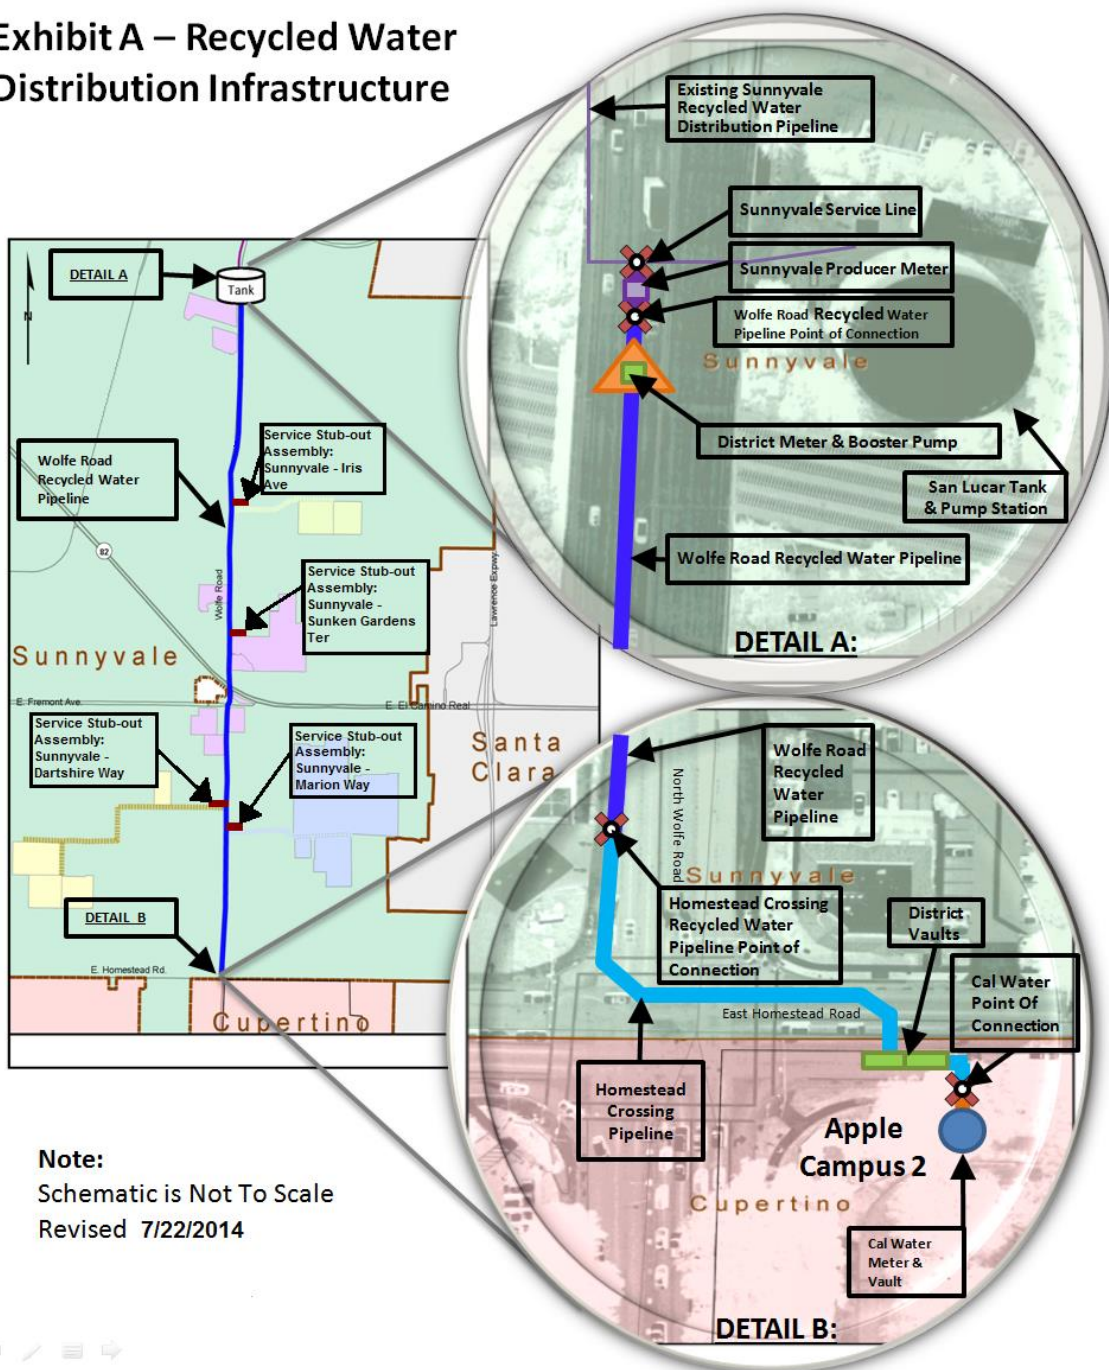 Exhibit A – Recycled Water
Distribution Infrastructure
Existing Sunnyvale
Recycled Water
Distribution Pipeline
Sunnyvale Service Line
Sunnyvale Producer Meter
Wolfe Road Recycled Water
Pipeline Point of Connection
Sunnyvale
District Meter & Booster Pump
San Lucar Tank
& Pump Station
Wolfe Road Recycled Water Pipeline
DETAIL A:
DETAIL A
Tank
N
Wolfe Road
Recycled Water
Pipeline
Service Stub-out
Assembly:
Sunnyvale - Iris
Ave
82
Wolfe Road
Lawrence Expwy
Service Stub-out
Assembly:
Sunnyvale -
Sunken Gardens
Ter
Sunnyvale
E. Fremont Ave.
E. El Camino Real
Service Stub-out
Assembly:
Sunnyvale -
Dartshire Way
Service Stub-out
Assembly:
Sunnyvale -
Marion Way
Santa
Clara
DETAIL B
E. Homestead Rd.
Cupertino
Wolfe Road
Recycled
Water
Pipeline
North Wolfe Road
Sunnyvale
Homestead Crossing
Recycled Water
Pipeline Point of
Connection
District
Vaults
Cal Water
Point Of
Connection
East Homestead Road
Homestead
Crossing
Pipeline
Apple
Campus 2
Cupertino
Cal Water
Meter &
Vault
DETAIL B:
Note:
Schematic is Not To Scale
Revised 7/22/2014